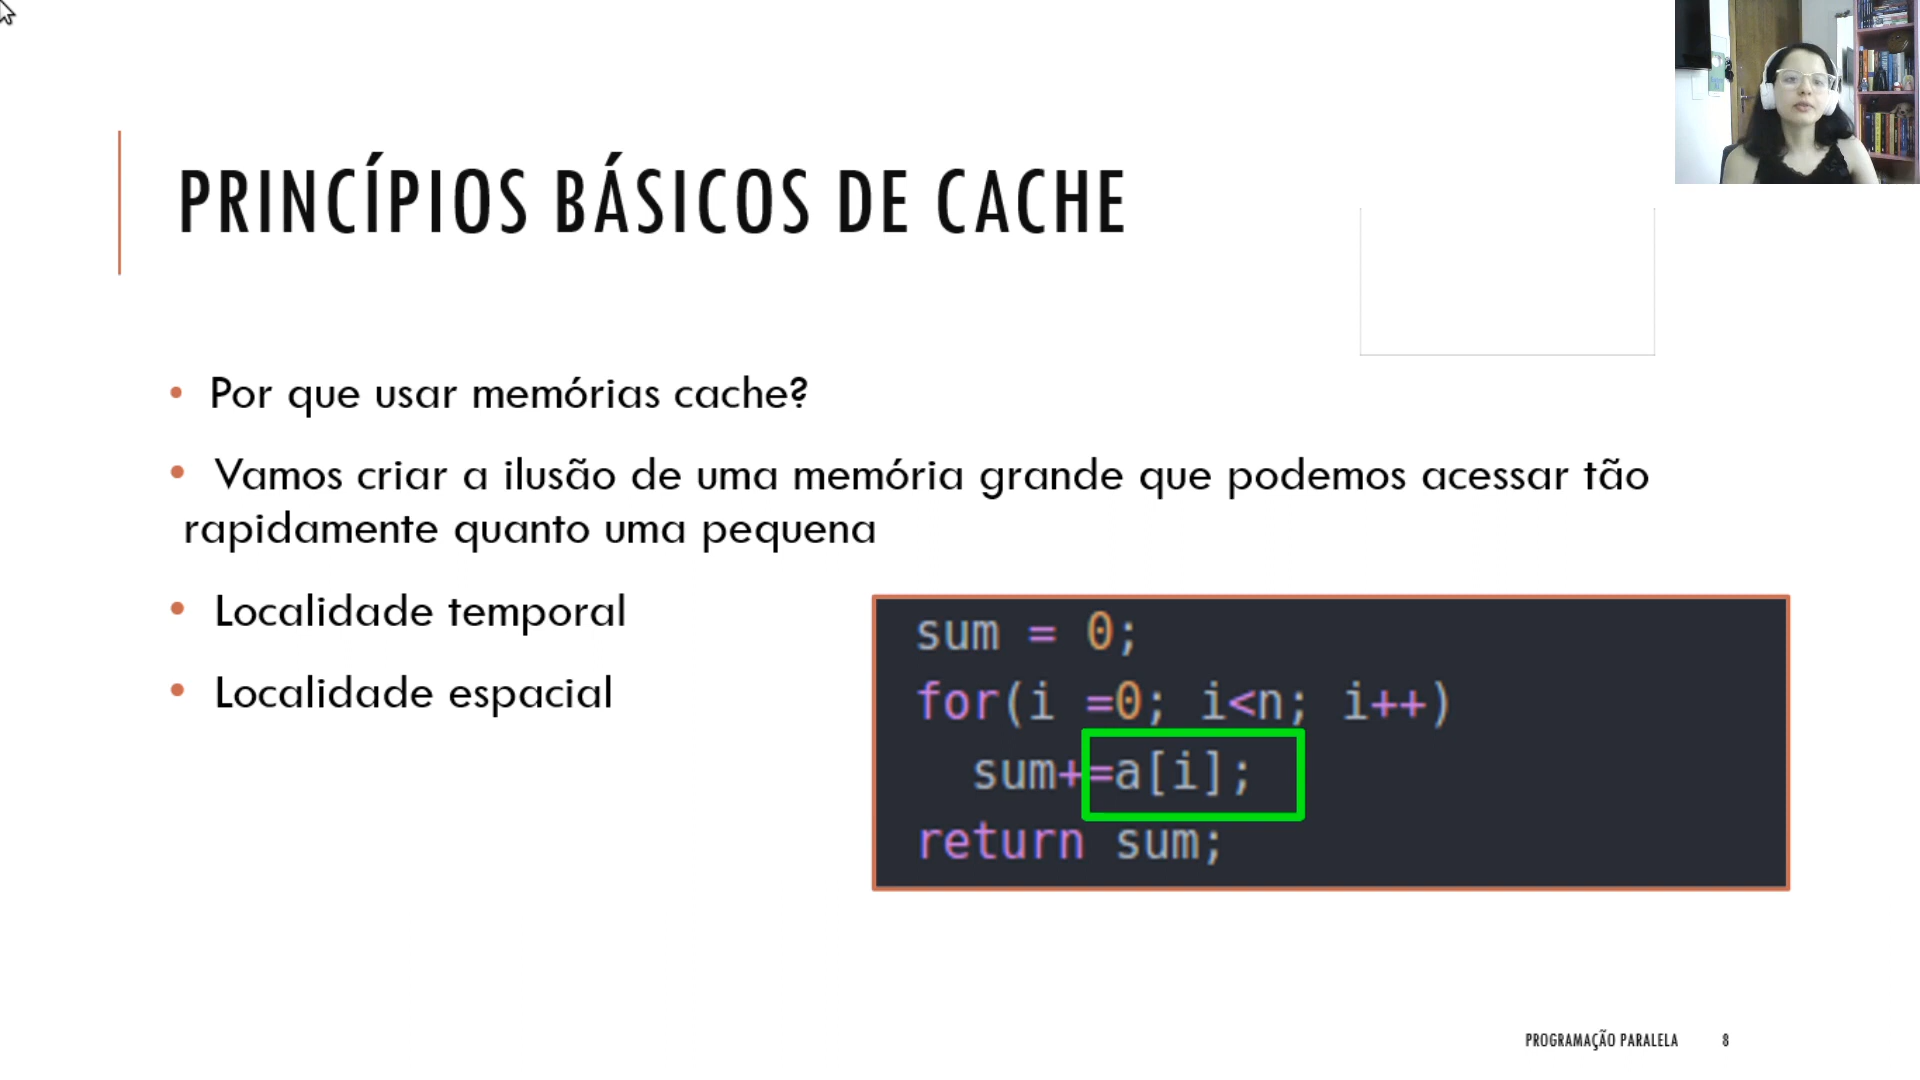 PRINCÍPIOS BÁSICOS DE CACHE
• Por que usar memórias cache?
• Vamos criar a ilusão de uma memória grande que podemos acessar tão
rapidamente quanto uma pequena
• Localidade temporal
• Localidade espacial
sum = 0;
for(i =0; i<n; i++)
sum+=a[i];
return sum;
PROGRAMAÇÃO PARALELA 8